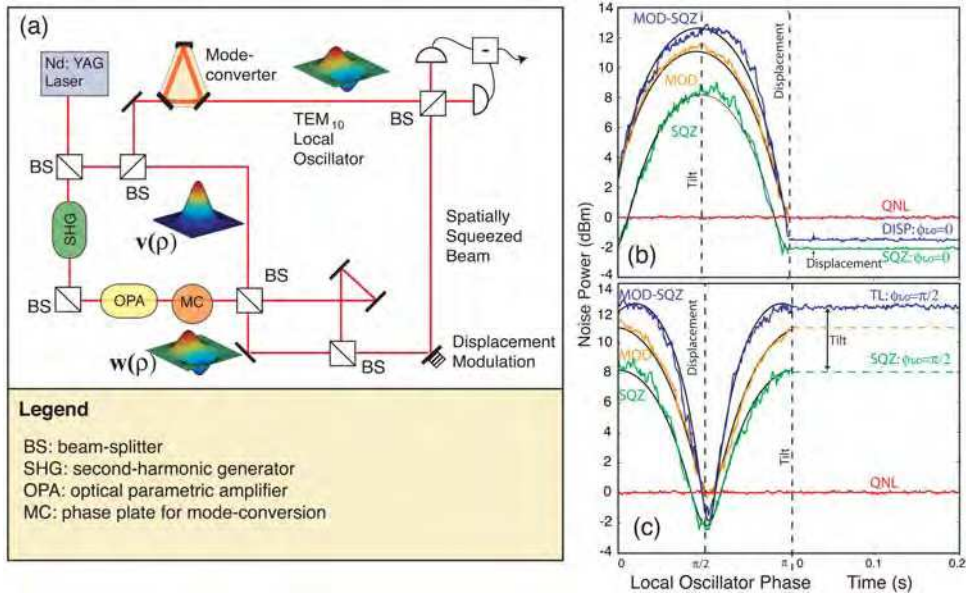 (a)
Nd: YAG
Laser
Mode-
converter
-
TEM10
Local
Oscillator
BS
BS
BS
SHG
v(ρ)
Spatially
Squeezed
Beam
BS
OPA
MC
BS
w(ρ)
BS
Displacement
Modulation
Legend
BS: beam-splitter
SHG: second-harmonic generator
OPA: optical parametric amplifier
MC: phase plate for mode-conversion
Noise Power (dBm)
14
12
10
8
6
4
2
0
-2
-4
MOD-SQZ
MOD
SQZ
Tilt
Displacement
QNL
DISP: ϕLO=0
SQZ: ϕLO=0
Displacement
(b)
12
10
8
6
4
2
0
-2
-4
MOD-SQZ
MOD
SQZ
Displacement
Tilt
TL: ϕLO=π/2
Tilt
SQZ: ϕLO=π/2
QNL
(c)
0 π/2 π 0 0.1 0.2
Local Oscillator Phase Time (s)